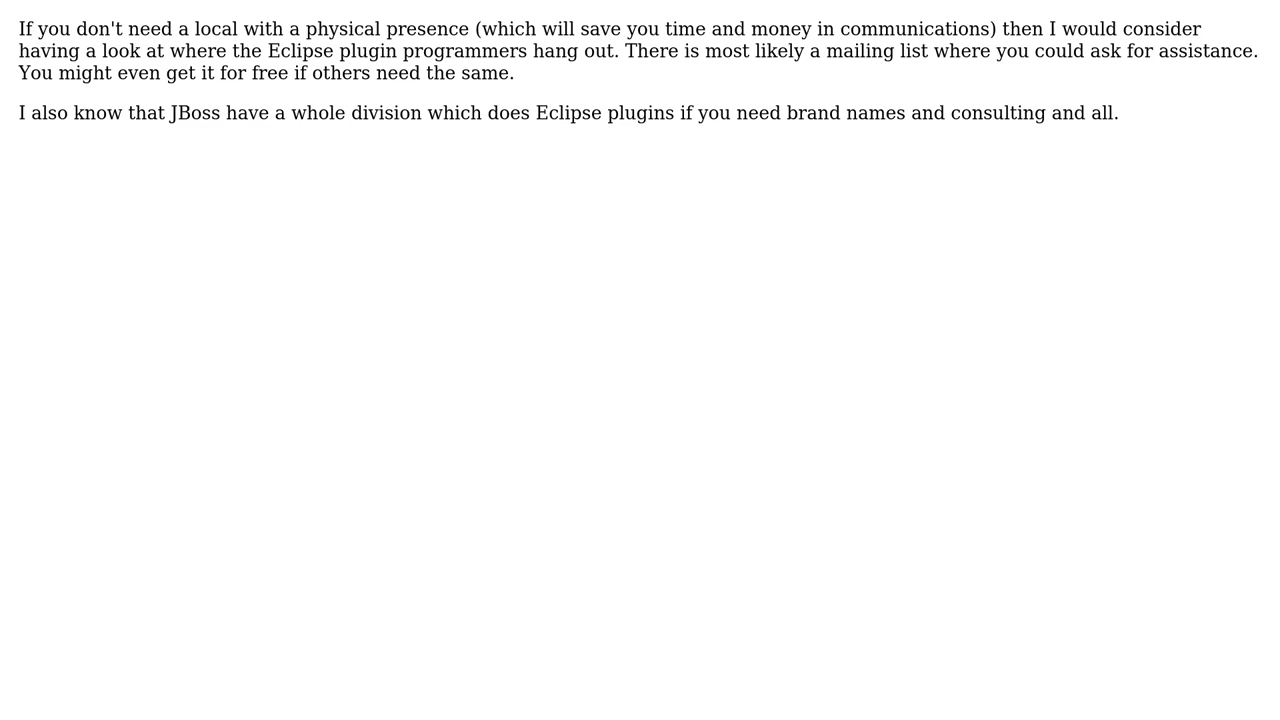 If you don't need a local with a physical presence (which will save you time and money in communications) then I would consider
having a look at where the Eclipse plugin programmers hang out. There is most likely a mailing list where you could ask for assistance.
You might even get it for free if others need the same.
I also know that JBoss have a whole division which does Eclipse plugins if you need brand names and consulting and all.